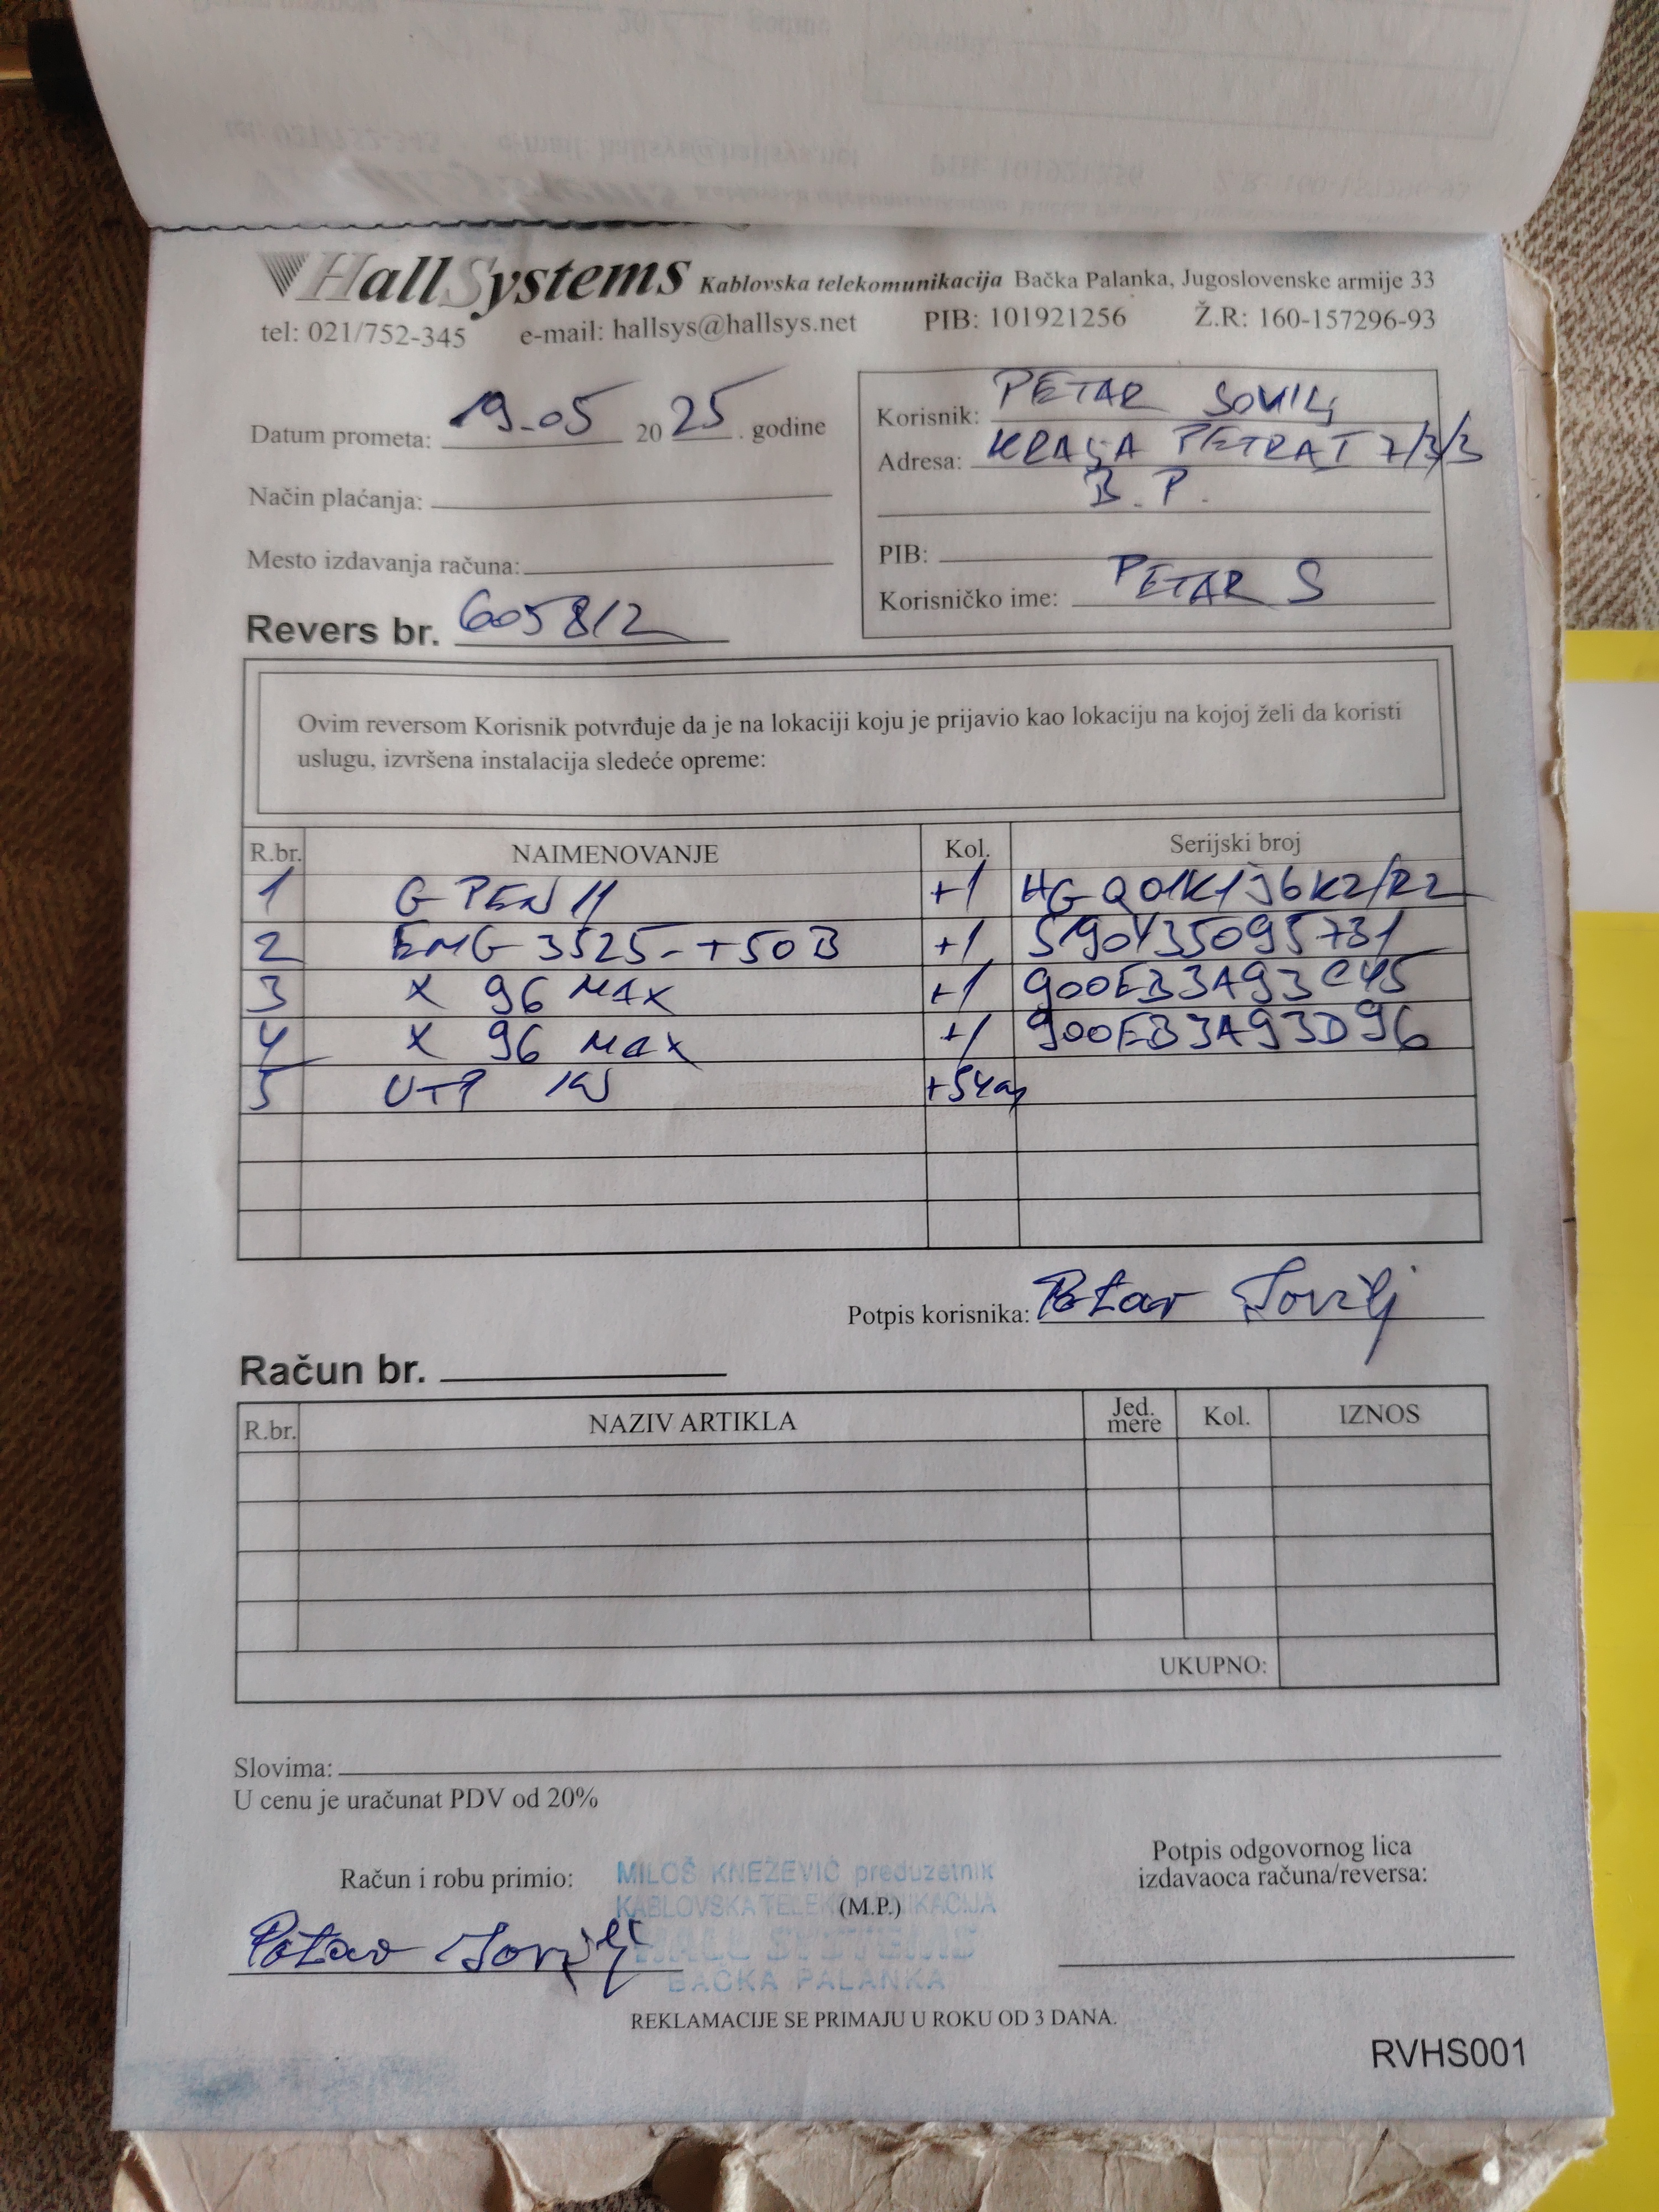 HallSystems Kablovska telekomunikacija Bačka Palanka, Jugoslovenske armije 33
tel: 021/752-345 e-mail: hallsys@hallsys.net PIB: 101921256 Ž.R: 160-157296-93
Datum prometa: 19.05 2025. godine
Način plaćanja:
Mesto izdavanja računa:
Revers br. 6058/2
Korisnik: PETAR SOVILJ
Adresa: KRALJA PETRA I 7/3/3
B.P.
PIB:
Korisničko ime: PETAR S
Ovim reversom Korisnik potvrđuje da je na lokaciji koju je prijavio kao lokaciju na kojoj želi da koristi
uslugu, izvršena instalacija sledeće opreme:
R.br. NAIMENOVANJE Kol. Serijski broj
1 +1
2 EMG 3525-T50B +1 S190Y35095731
3 X 96 MAX +1 900EB3A93C45
4 X 96 MAX +1 900EB3A93D96
5 UTP +54m
Potpis korisnika: Petar Sovilj
Račun br.
R.br. NAZIV ARTIKLA Jed. mere Kol. IZNOS
UKUPNO:
Slovima:
U cenu je uračunat PDV od 20%
Račun i robu primio:
Petar Sovilj
MILOŠ KNEŽEVIĆ preduzetnik
KABLOVSKA TELEKOMUNIKACIJA
(M.P.)
HALL SYSTEMS
BAČKA PALANKA
Potpis odgovornog lica
izdavaoca računa/reversa:
REKLAMACIJE SE PRIMAJU U ROKU OD 3 DANA.
RVHS001